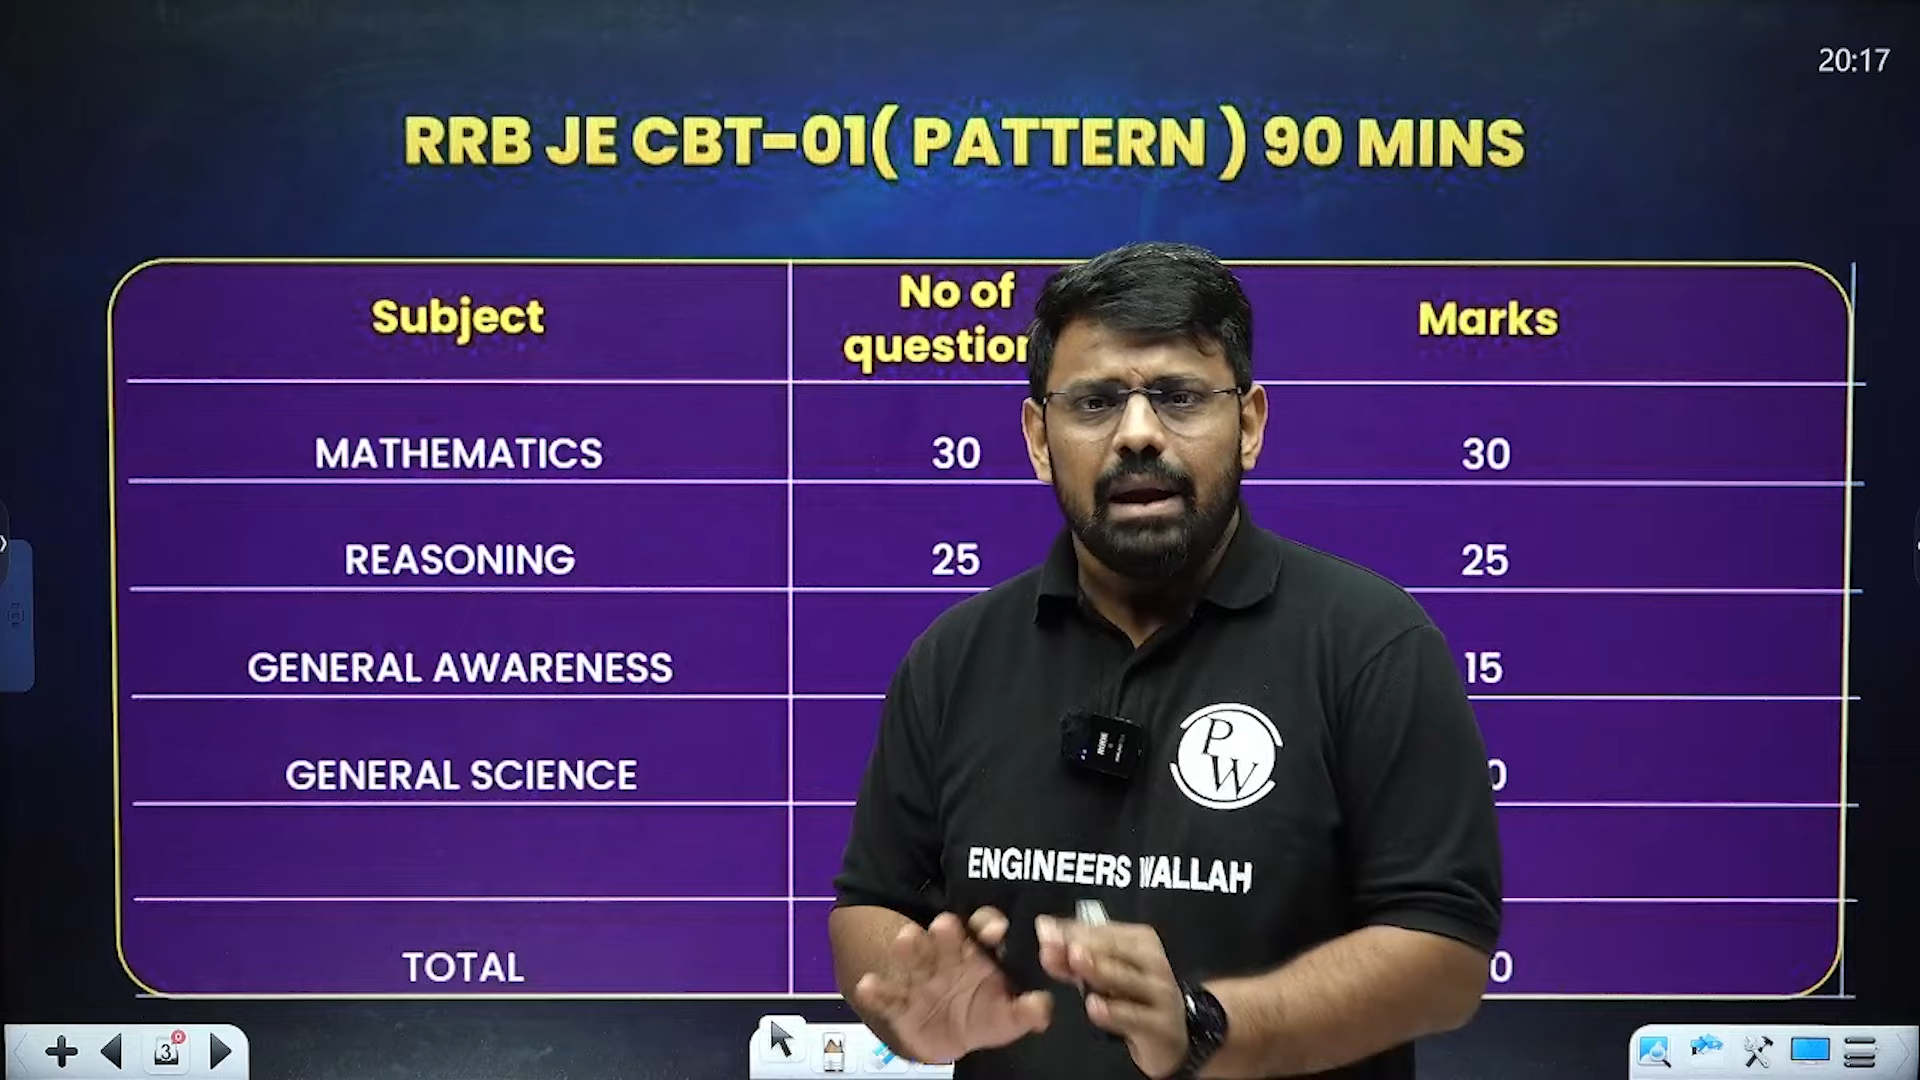 20:17
RRB JE CBT-01( PATTERN ) 90 MINS
Subject
No of
Marks
MATHEMATICS 30 30
REASONING 25 25
GENERAL AWARENESS 15
GENERAL SCIENCE
TOTAL
P
W
ENGINEERS WALLAH
3